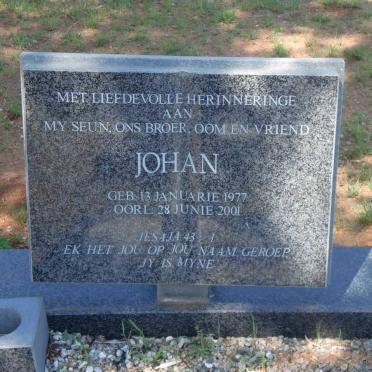 MET LIEFDEVOLLE HERINNERINGE
AAN
MY SEUN, ONS BROER, OOM EN VRIEND
JOHAN
GEB: 13 JANUARIE 1977
OORL: 28 JUNIE 2001
JESAJA 43 : 1
EK HET JOU OP JOU NAAM GEROEP
JY IS MYNE